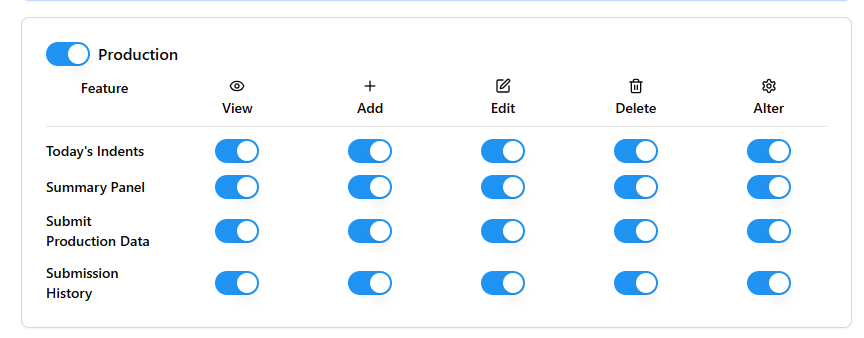 Production
Feature View Add Edit Delete Alter
Today's Indents
Summary Panel
Submit
Production Data
Submission
History